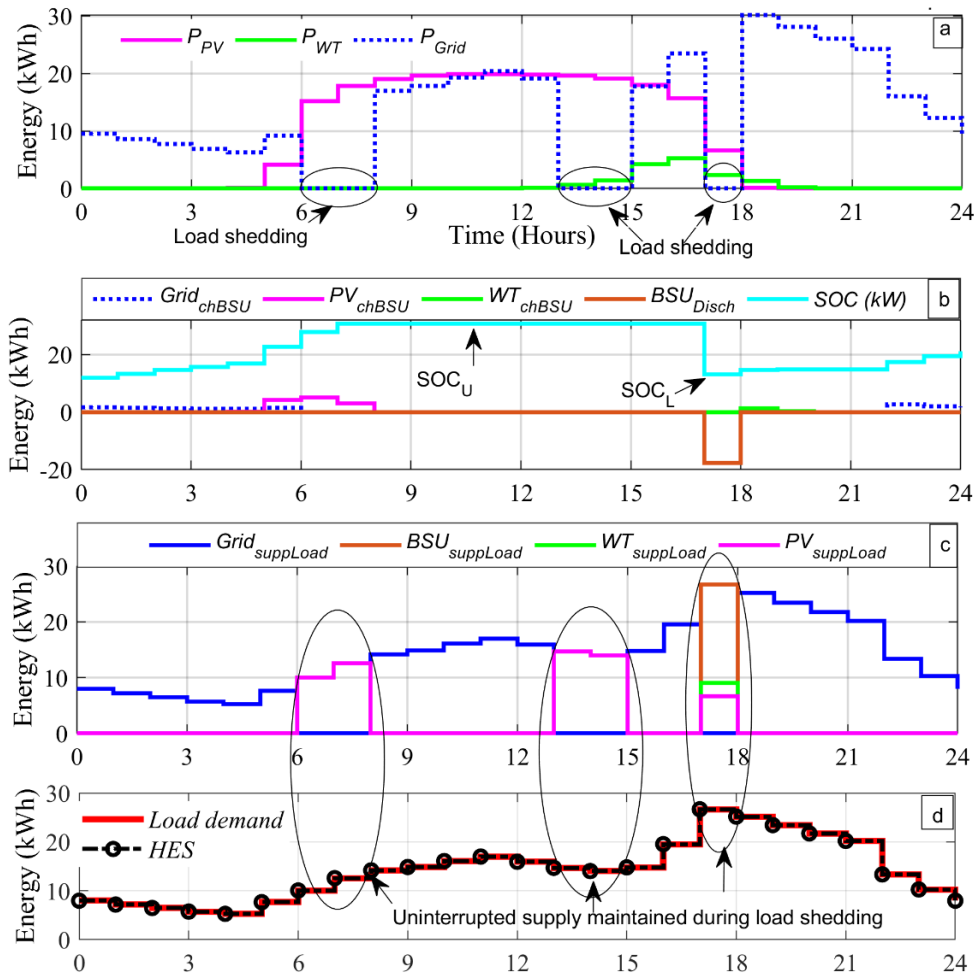 30
20
10
0
Energy (kWh)
P_PV P_WT P_Grid
a
0 3 6 9 12 15 18 21 24
Load shedding
Time (Hours)
Load shedding
Grid_chBSU PV_chBSU WT_chBSU BSU_Disch SOC (kW)
b
20
0
-20
Energy (kWh)
SOC_U
SOC_L
0 3 6 9 12 15 18 21 24
Grid_suppLoad BSU_suppLoad WT_suppLoad PV_suppLoad
c
30
20
10
0
Energy (kWh)
0 3 6 9 12 15 18 21 24
30
20
10
0
Energy (kWh)
Load demand
HES
d
Uninterrupted supply maintained during load shedding
0 3 6 9 12 15 18 21 24